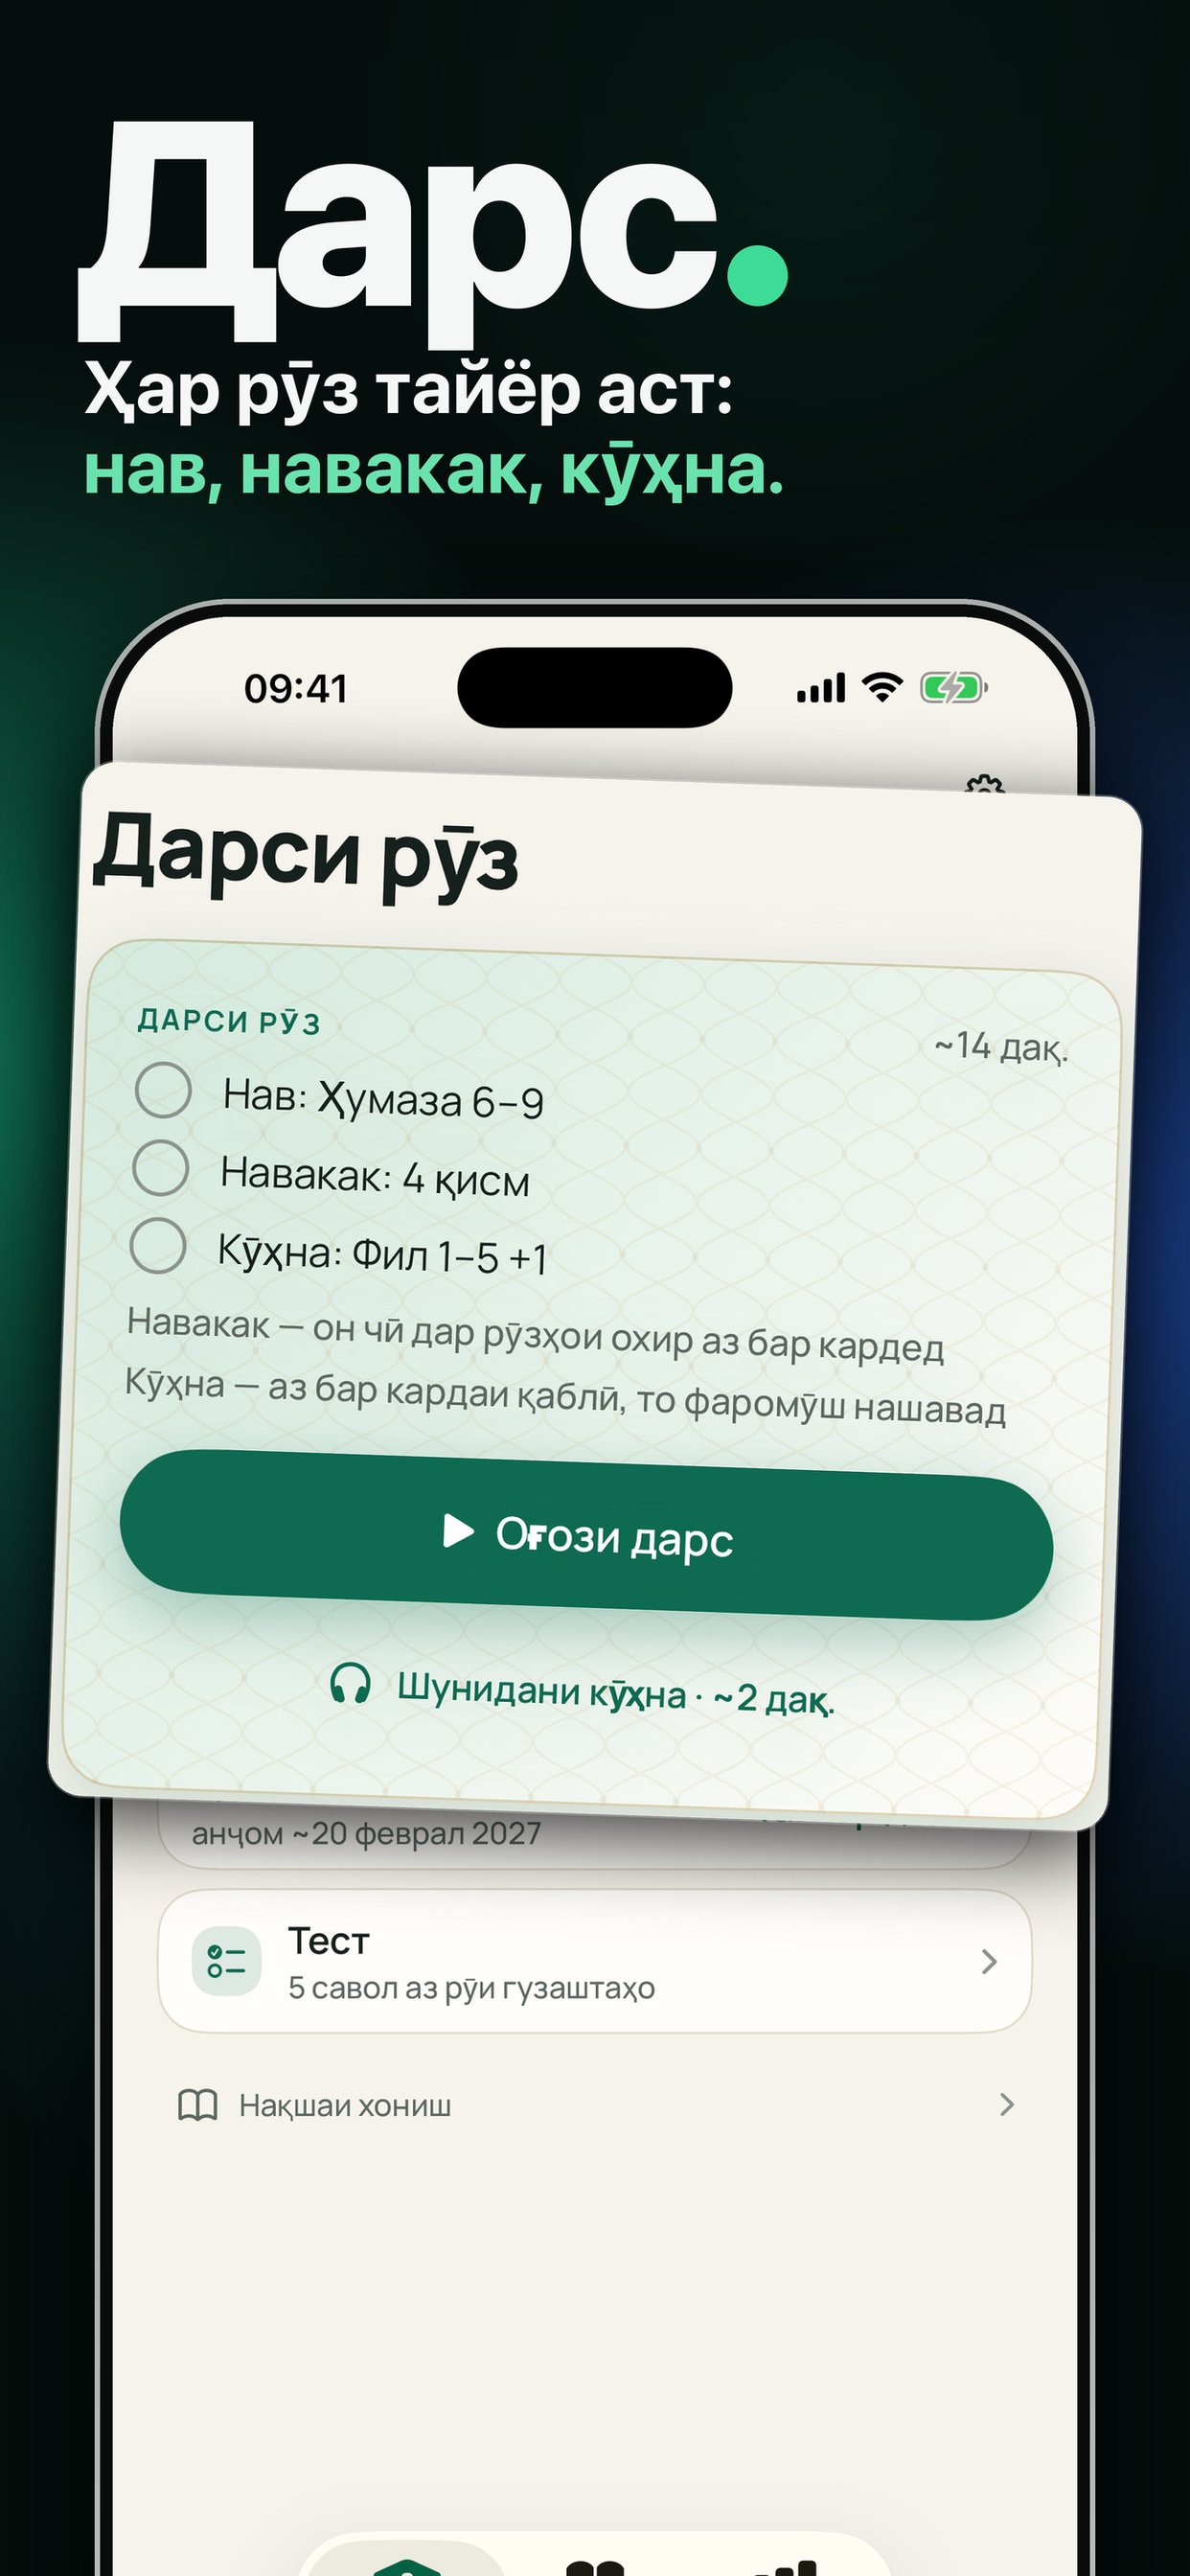 Дарс.
Ҳар рӯз тайёр аст:
нав, навакак, кӯҳна.
09:41
Дарси рӯз
ДАРСИ РӮЗ
~14 дақ.
Нав: Ҳумаза 6–9
Навакак: 4 қисм
Кӯҳна: Фил 1–5 +1
Навакак — он чӣ дар рӯзҳои охир аз бар кардед
Кӯҳна — аз бар кардаи қаблӣ, то фаромӯш нашавад
Оғози дарс
Шунидани кӯҳна · ~2 дақ.
анҷом ~20 феврал 2027
Тест
5 савол аз рӯи гузаштаҳо
Нақшаи хониш